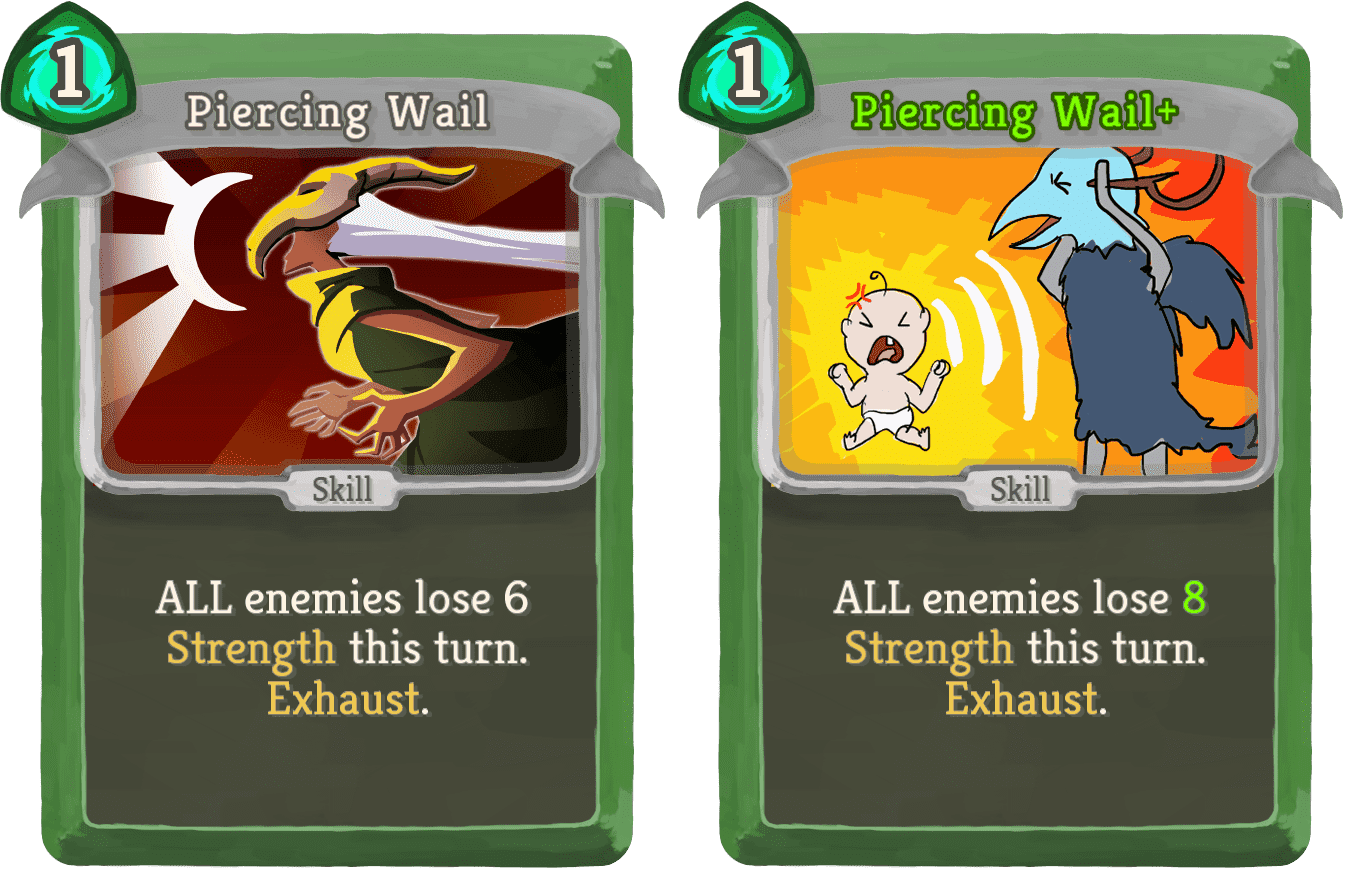 1
Piercing Wail
Skill
ALL enemies lose 6
Strength this turn.
Exhaust.
1
Piercing Wail+
Skill
ALL enemies lose 8
Strength this turn.
Exhaust.